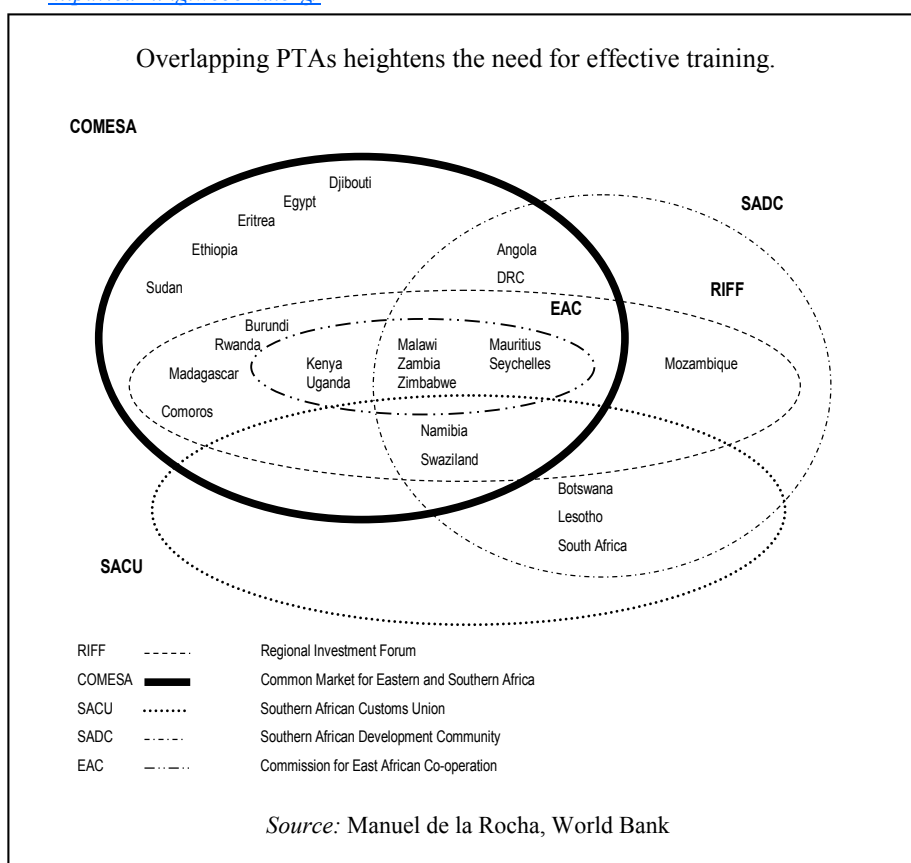 Overlapping PTAs heightens the need for effective training.
COMESA
Djibouti
Egypt
SADC
Eritrea
Ethiopia
Angola
DRC
Sudan
RIFF
EAC
Burundi
Rwanda
Malawi
Mauritius
Kenya
Zambia
Seychelles
Mozambique
Madagascar
Uganda
Zimbabwe
Comoros
Namibia
Swaziland
Botswana
Lesotho
South Africa
SACU
RIFF Regional Investment Forum
COMESA Common Market for Eastern and Southern Africa
SACU Southern African Customs Union
SADC Southern African Development Community
EAC Commission for East African Co-operation
Source: Manuel de la Rocha, World Bank